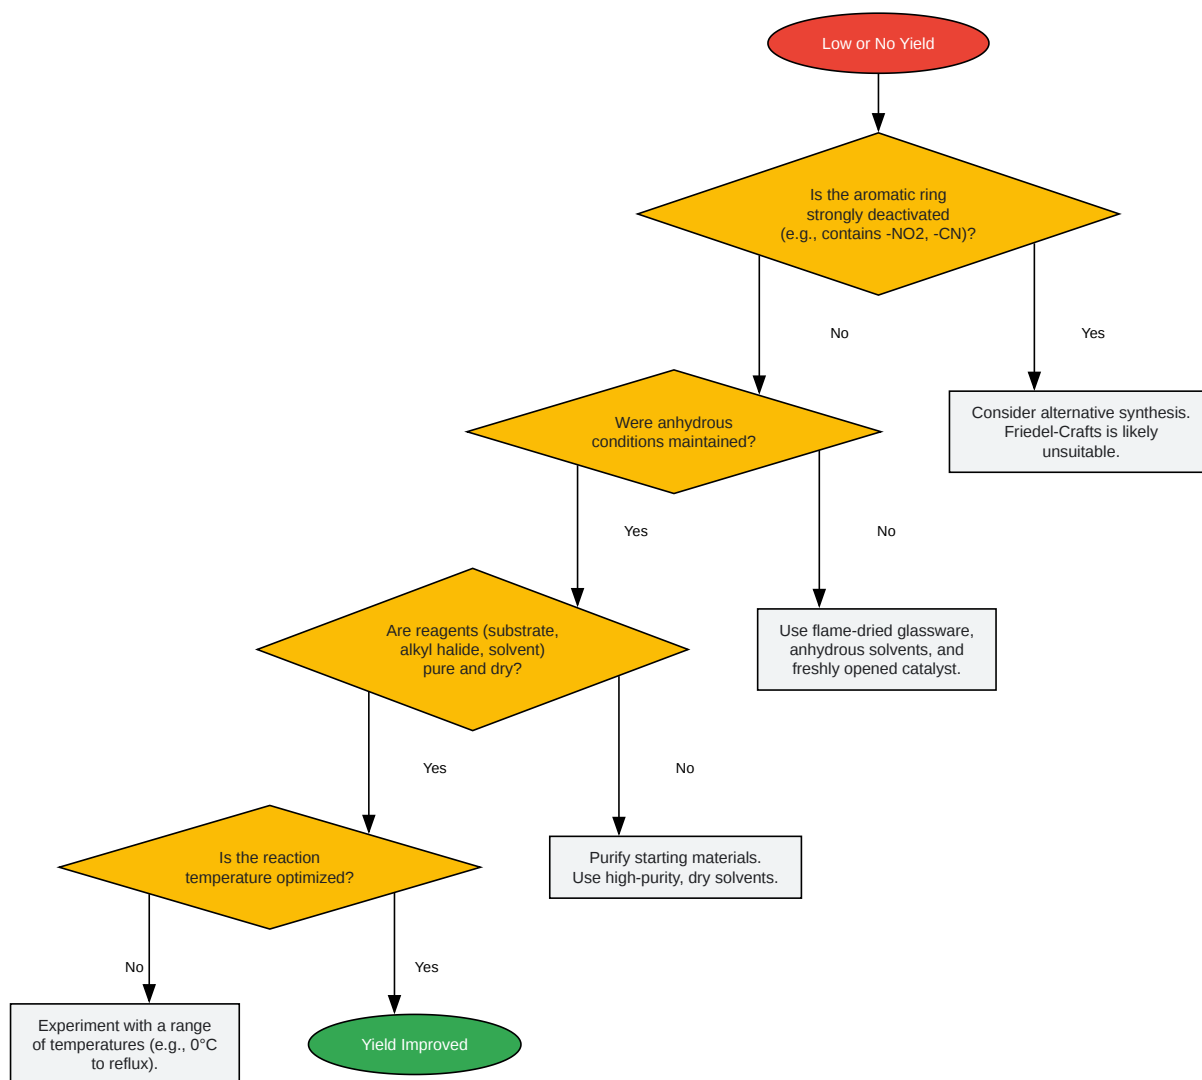 Low or No Yield
Is the aromatic ring
strongly deactivated
(e.g., contains -NO2, -CN)?
No
Yes
Were anhydrous
conditions maintained?
Consider alternative synthesis.
Friedel-Crafts is likely
unsuitable.
Yes
No
Are reagents (substrate,
alkyl halide, solvent)
pure and dry?
Use flame-dried glassware,
anhydrous solvents, and
freshly opened catalyst.
Yes
No
Is the reaction
temperature optimized?
Purify starting materials.
Use high-purity, dry solvents.
No
Yes
Experiment with a range
of temperatures (e.g., 0°C
to reflux).
Yield Improved